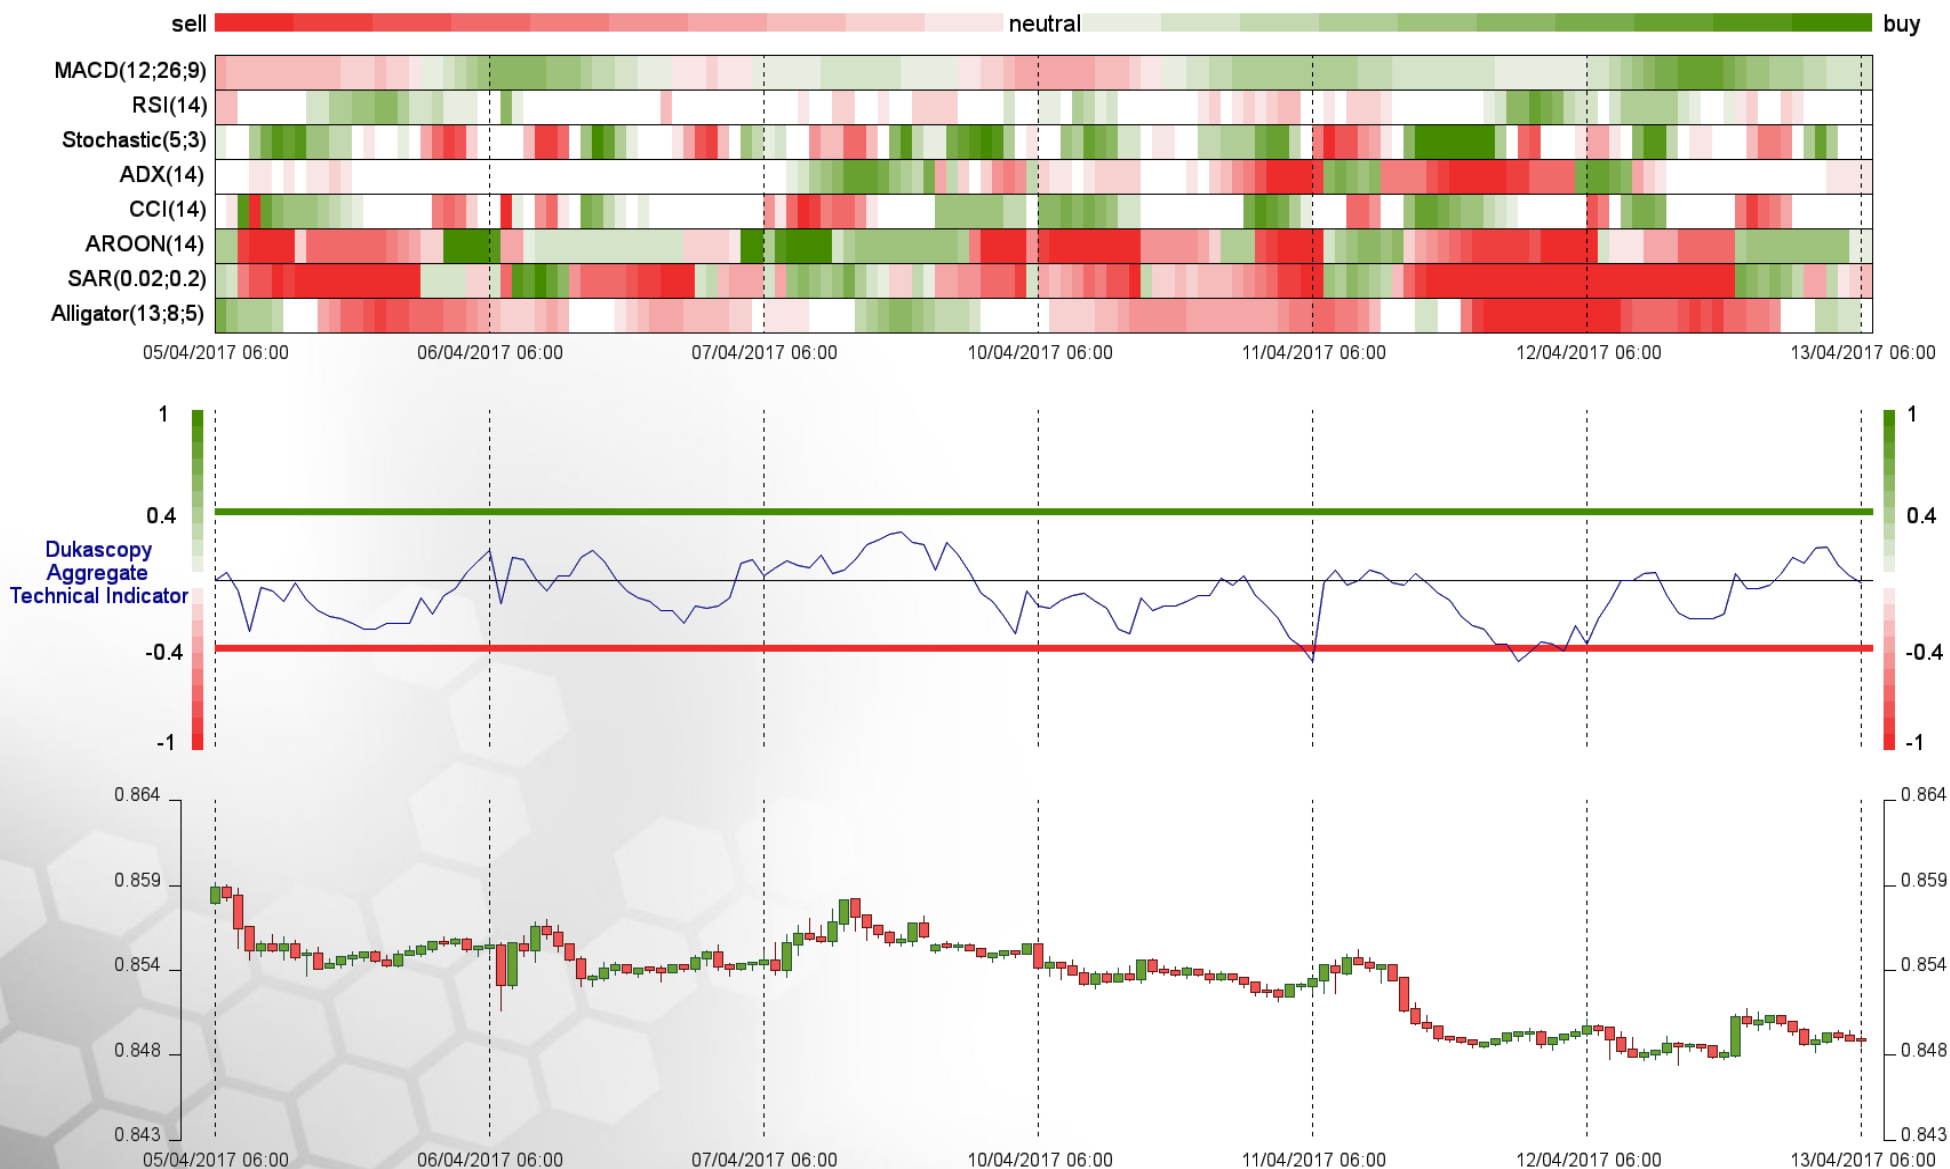 sell neutral buy
MACD(12;26;9)
RSI(14)
Stochastic(5;3)
ADX(14)
CCI(14)
AROON(14)
SAR(0.02;0.2)
Alligator(13;8;5)
05/04/2017 06:00 06/04/2017 06:00 07/04/2017 06:00 10/04/2017 06:00 11/04/2017 06:00 12/04/2017 06:00 13/04/2017 06:00
1 1
0.4 0.4
Dukascopy
Aggregate
Technical Indicator
-0.4 -0.4
-1 -1
0.864 0.864
0.859 0.859
0.854 0.854
0.848 0.848
0.843 0.843
05/04/2017 06:00 06/04/2017 06:00 07/04/2017 06:00 10/04/2017 06:00 11/04/2017 06:00 12/04/2017 06:00 13/04/2017 06:00